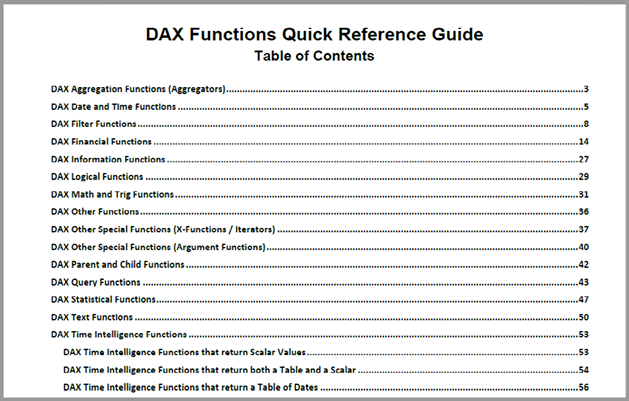 DAX Functions Quick Reference Guide
Table of Contents
DAX Aggregation Functions (Aggregators)....................3
DAX Date and Time Functions....................5
DAX Filter Functions....................8
DAX Financial Functions....................14
DAX Information Functions....................27
DAX Logical Functions....................29
DAX Math and Trig Functions....................31
DAX Other Functions....................36
DAX Other Special Functions (X-Functions / Iterators)....................37
DAX Other Special Functions (Argument Functions)....................40
DAX Parent and Child Functions....................42
DAX Query Functions....................43
DAX Statistical Functions....................47
DAX Text Functions....................50
DAX Time Intelligence Functions....................53
DAX Time Intelligence Functions that return Scalar Values....................53
DAX Time Intelligence Functions that return both a Table and a Scalar....................54
DAX Time Intelligence Functions that return a Table of Dates....................56